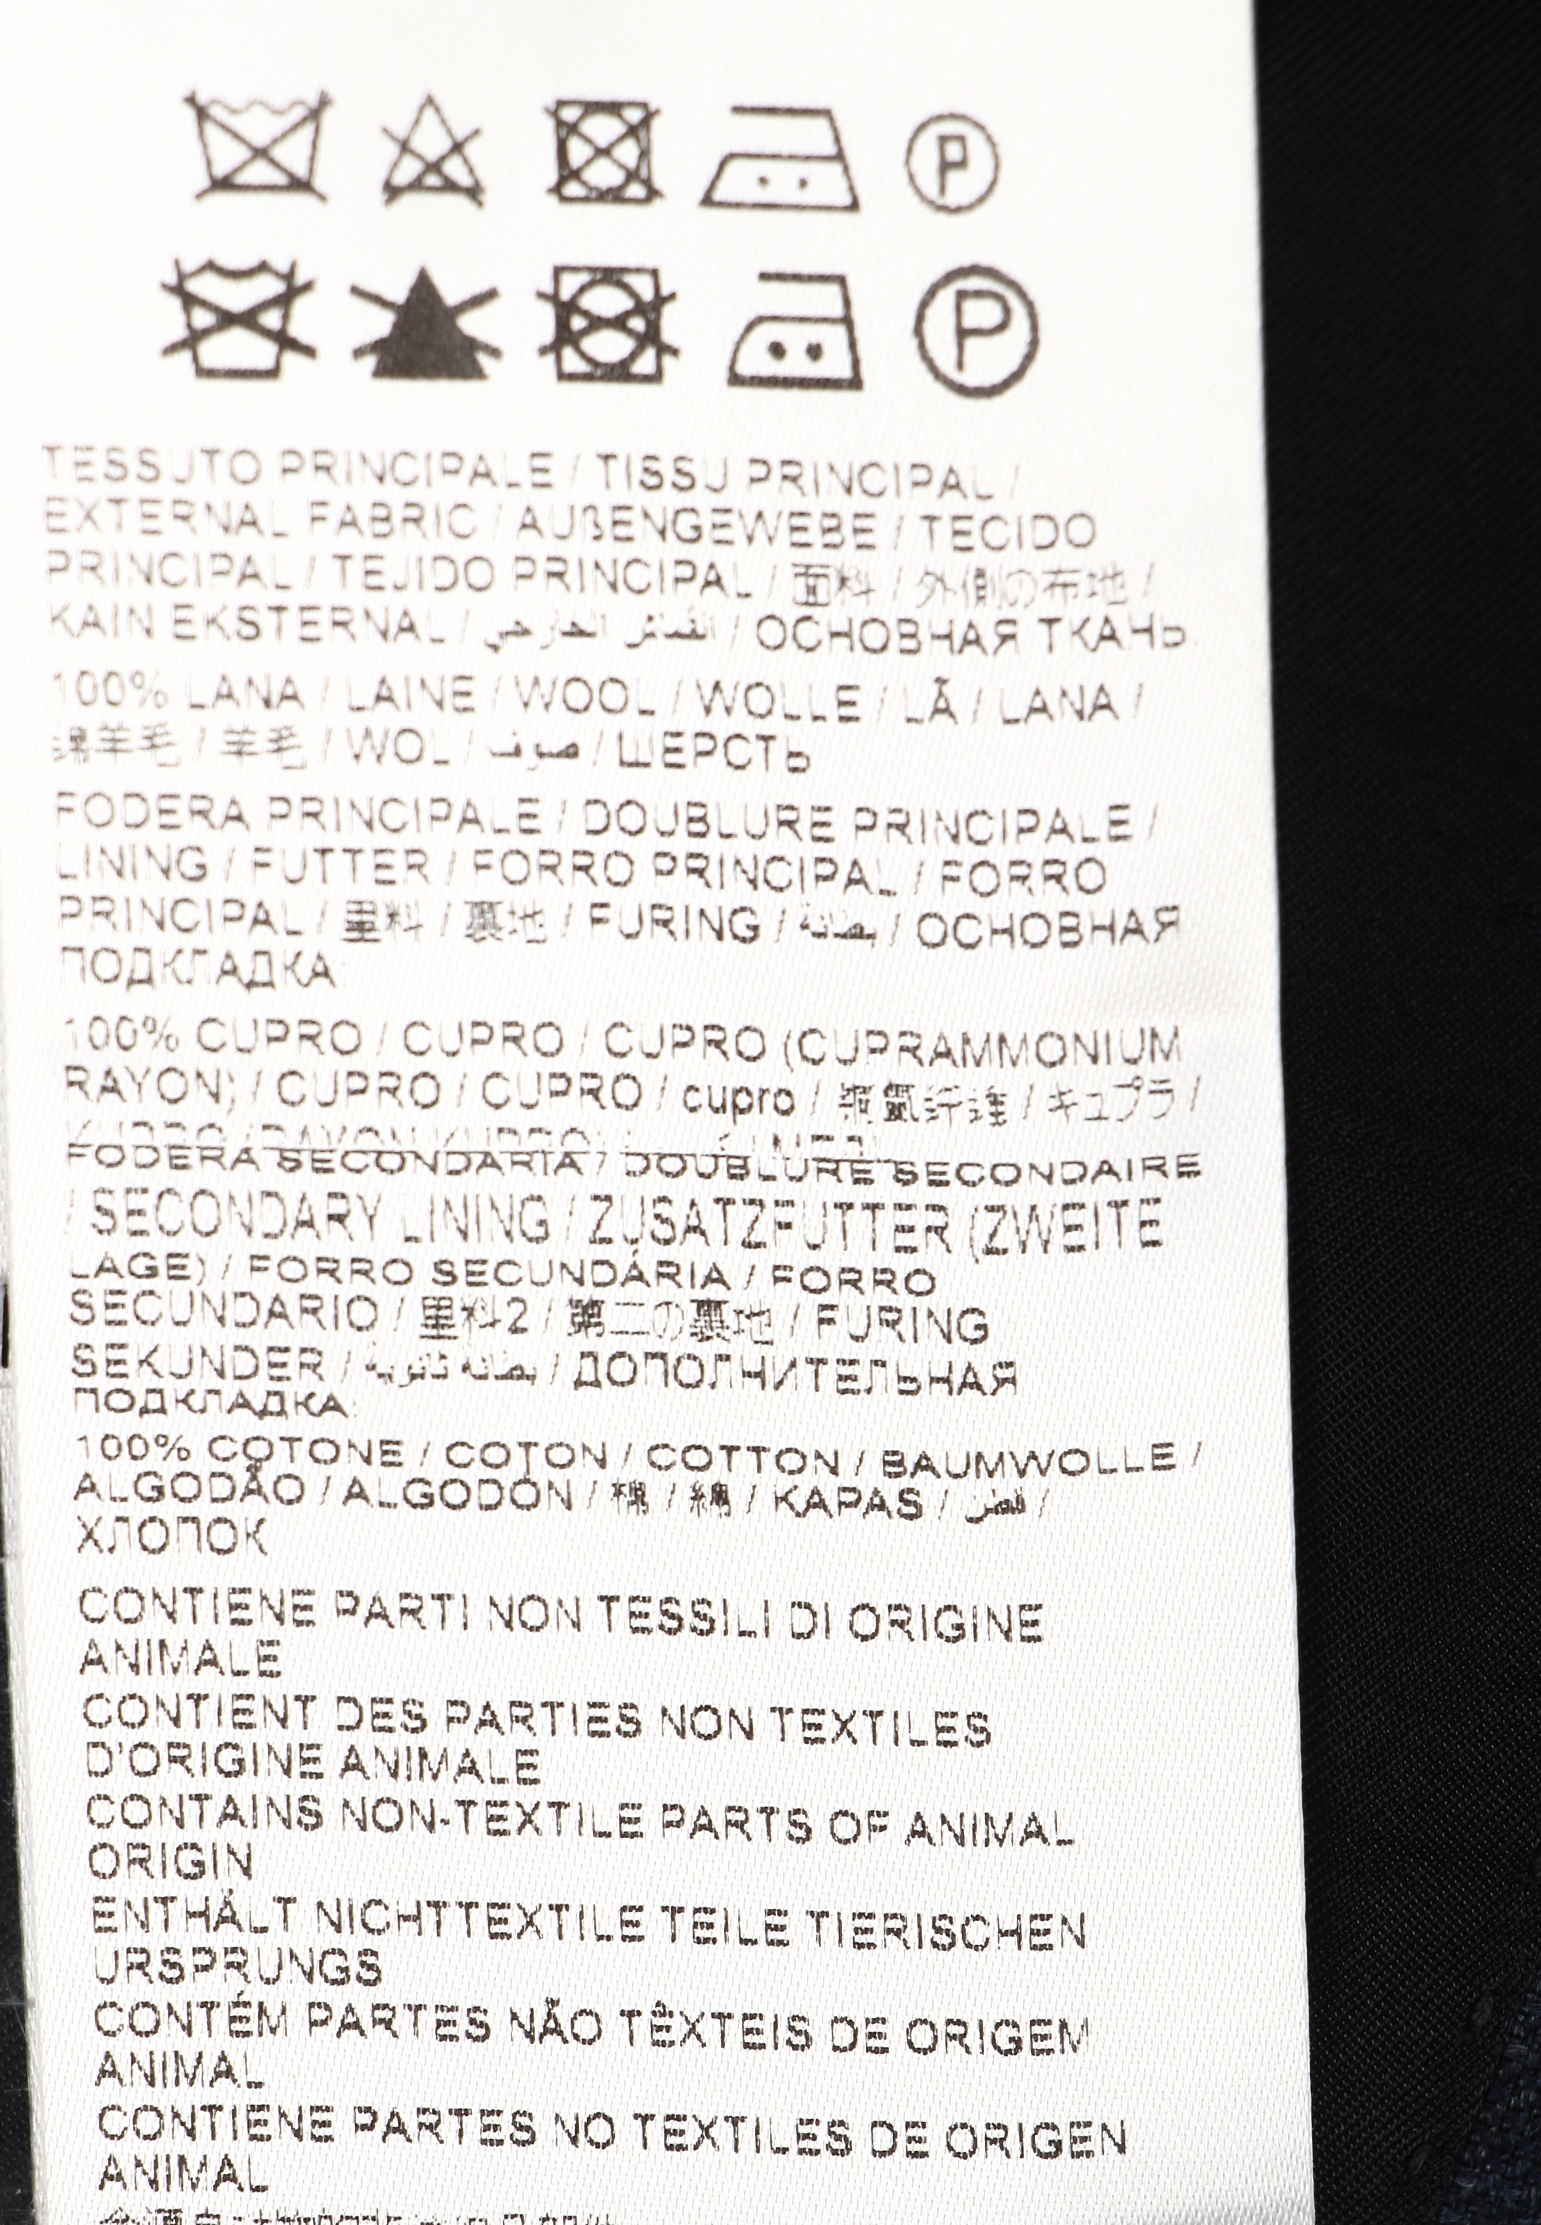 P
P
TESSUTO PRINCIPALE / TISSU PRINCIPAL /
EXTERNAL FABRIC / AUßENGEWEBE / TECIDO
PRINCIPAL / TEJIDO PRINCIPAL / 面料 / 外側の布地 /
KAIN EKSTERNAL / القماش الخارجي / ОСНОВНАЯ ТКАНЬ
100% LANA / LAINE / WOOL / WOLLE / LÃ / LANA /
绵羊毛 / 羊毛 / WOL / صوف / ШЕРСТЬ
FODERA PRINCIPALE / DOUBLURE PRINCIPALE /
LINING / FUTTER / FORRO PRINCIPAL / FORRO
PRINCIPAL / 里料 / 裏地 / FURING / بطانة / ОСНОВНАЯ
ПОДКЛАДКА
100% CUPRO / CUPRO / CUPRO (CUPRAMMONIUM
RAYON) / CUPRO / CUPRO / cupro / 铜氨纤维 / キュプラ /
FODERA SECONDARIA / DOUBLURE SECONDAIRE
/ SECONDARY LINING / ZUSATZFUTTER (ZWEITE
LAGE) / FORRO SECUNDÁRIA / FORRO
SECUNDARIO / 里料2 / 第二の裏地 / FURING
SEKUNDER / بطانة ثانوية / ДОПОЛНИТЕЛЬНАЯ
ПОДКЛАДКА
100% COTONE / COTON / COTTON / BAUMWOLLE /
ALGODÃO / ALGODÓN / 棉 / 綿 / KAPAS / قطن /
ХЛОПОК
CONTIENE PARTI NON TESSILI DI ORIGINE
ANIMALE
CONTIENT DES PARTIES NON TEXTILES
D'ORIGINE ANIMALE
CONTAINS NON-TEXTILE PARTS OF ANIMAL
ORIGIN
ENTHÄLT NICHTTEXTILE TEILE TIERISCHEN
URSPRUNGS
CONTÉM PARTES NÃO TÊXTEIS DE ORIGEM
ANIMAL
CONTIENE PARTES NO TEXTILES DE ORIGEN
ANIMAL